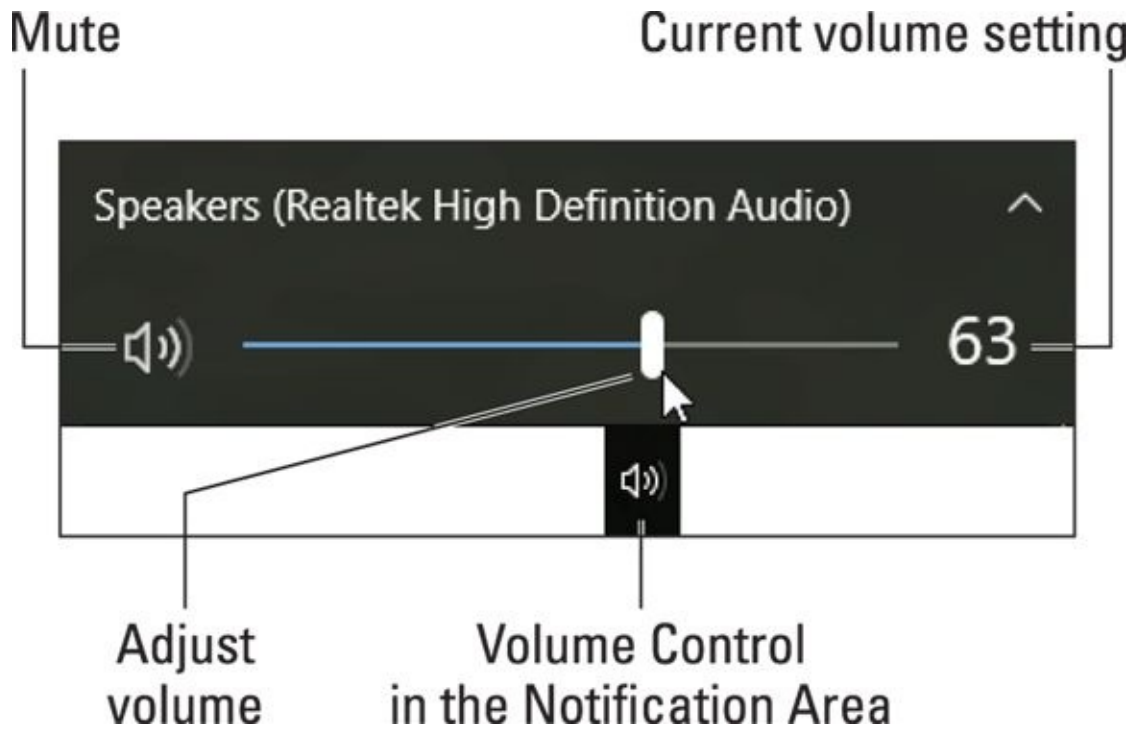 Mute
Current volume setting
Speakers (Realtek High Definition Audio)
63
Adjust
volume
Volume Control
in the Notification Area